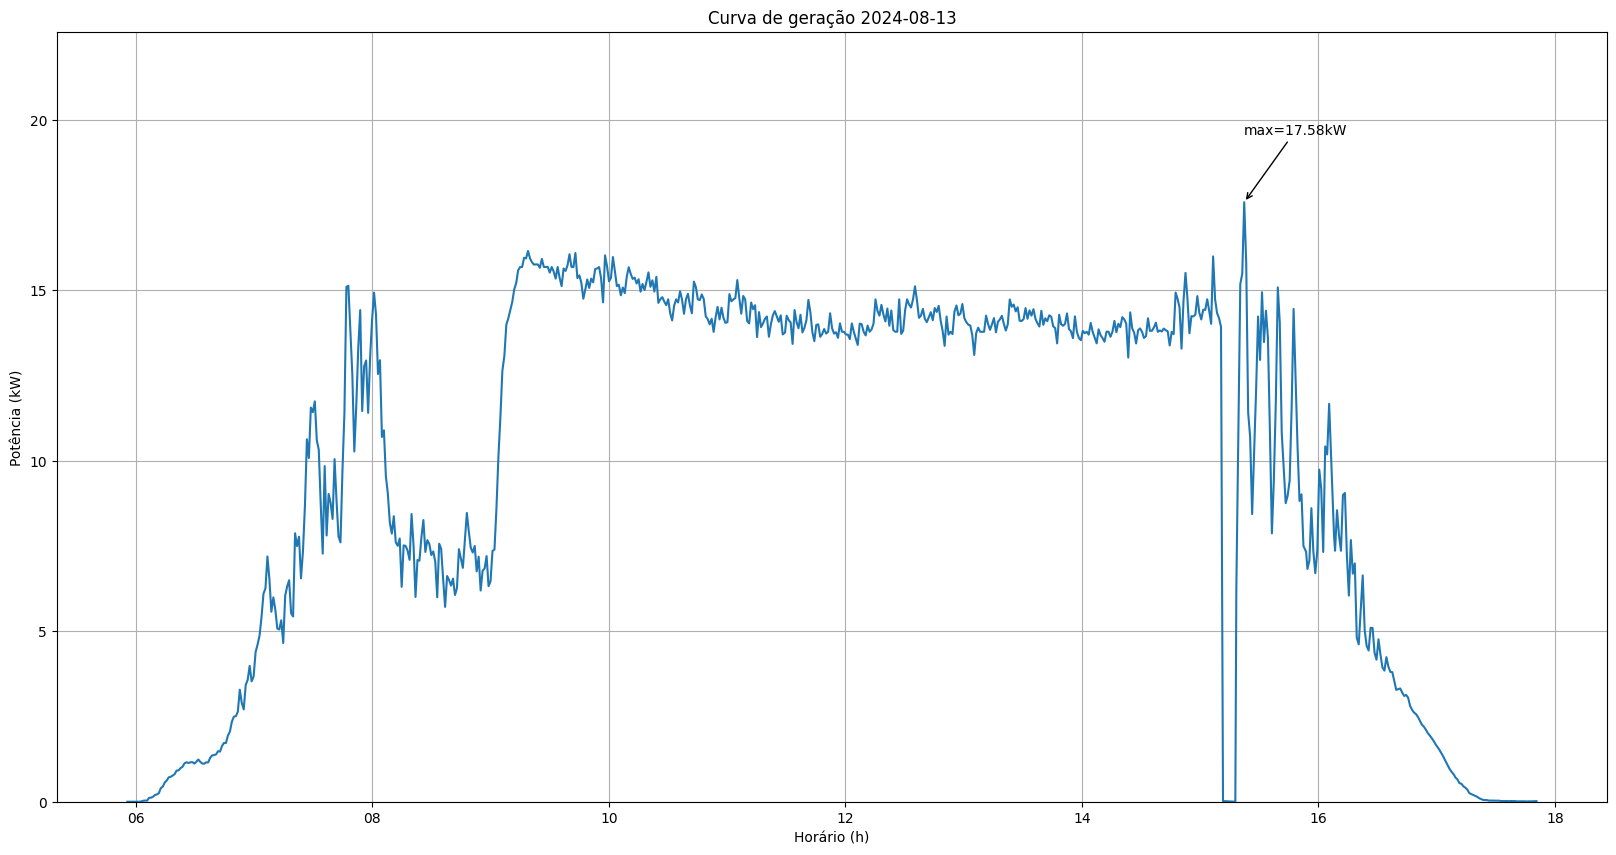 Curva de geração 2024-08-13
20
max=17.58kW
15
10
5
0
Potência (kW)
06 08 10 12 14 16 18
Horário (h)